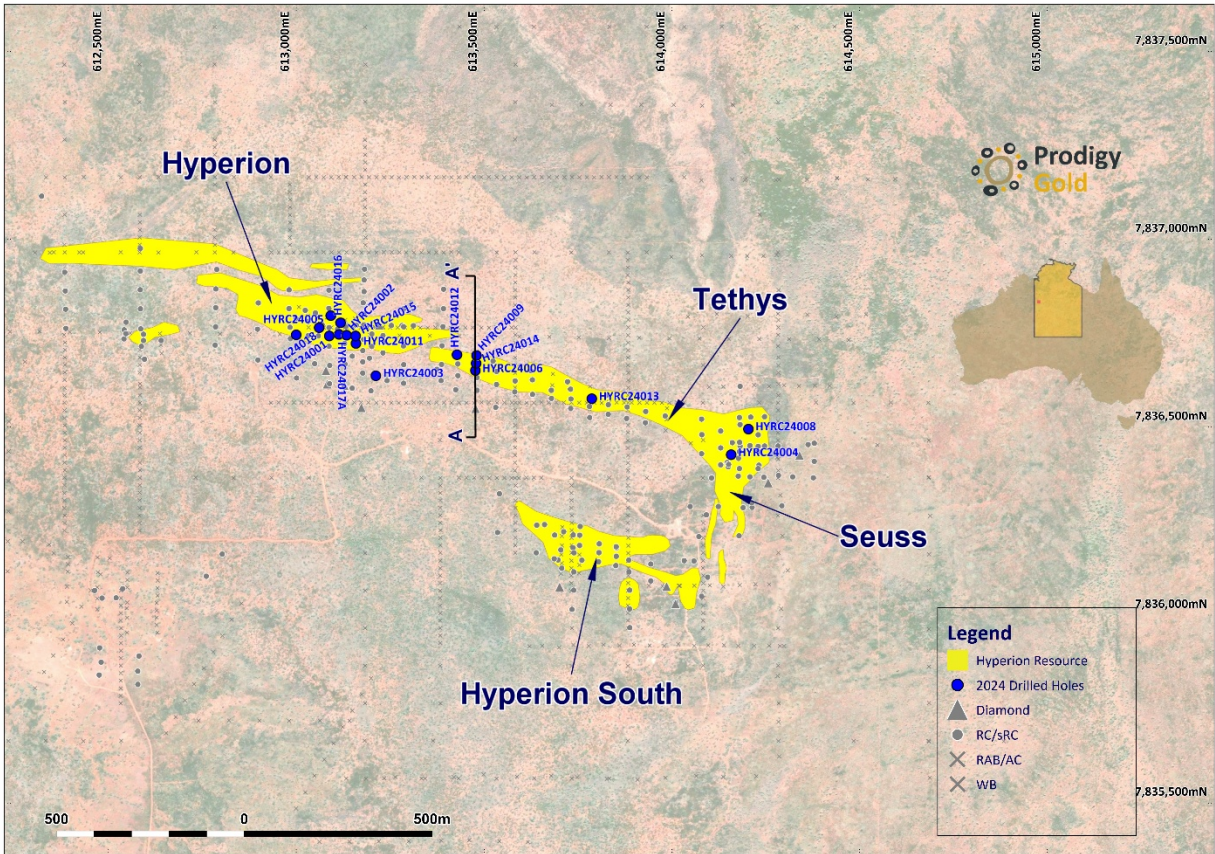 612,500mE
613,000mE
613,500mE
614,000mE
614,500mE
615,000mE
7,837,500mN
Prodigy
Gold
Hyperion
7,837,000mN
A'
HYRC24016
HYRC24002
HYRC24015
HYRC24012
HYRC24009
Tethys
HYRC24005
HYRC24018
HYRC24001
HYRC24011
HYRC24014
HYRC24006
HYRC24017A
HYRC24003
HYRC24013
A
HYRC24008
7,836,500mN
HYRC24004
Seuss
7,836,000mN
Hyperion South
Legend
Hyperion Resource
2024 Drilled Holes
Diamond
RC/sRC
RAB/AC
WB
7,835,500mN
500
0
500m